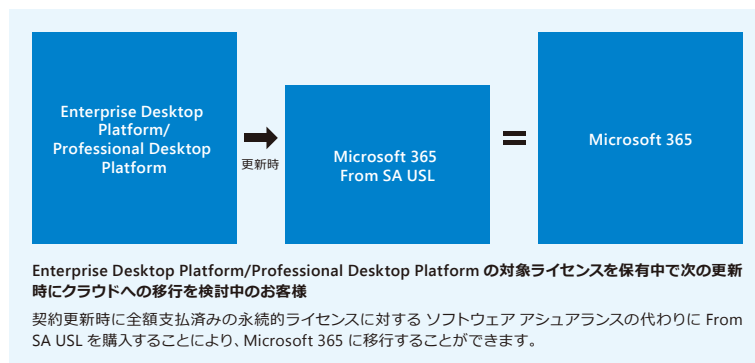 Enterprise Desktop
Platform/
Professional Desktop
Platform
更新時
Microsoft 365
From SA USL
=
Microsoft 365
Enterprise Desktop Platform/Professional Desktop Platform の対象ライセンスを保有中で次の更新
時にクラウドへの移行を検討中のお客様
契約更新時に全額支払済みの永続的ライセンスに対する ソフトウェア アシュアランスの代わりに From
SA USL を購入することにより、Microsoft 365 に移行することができます。